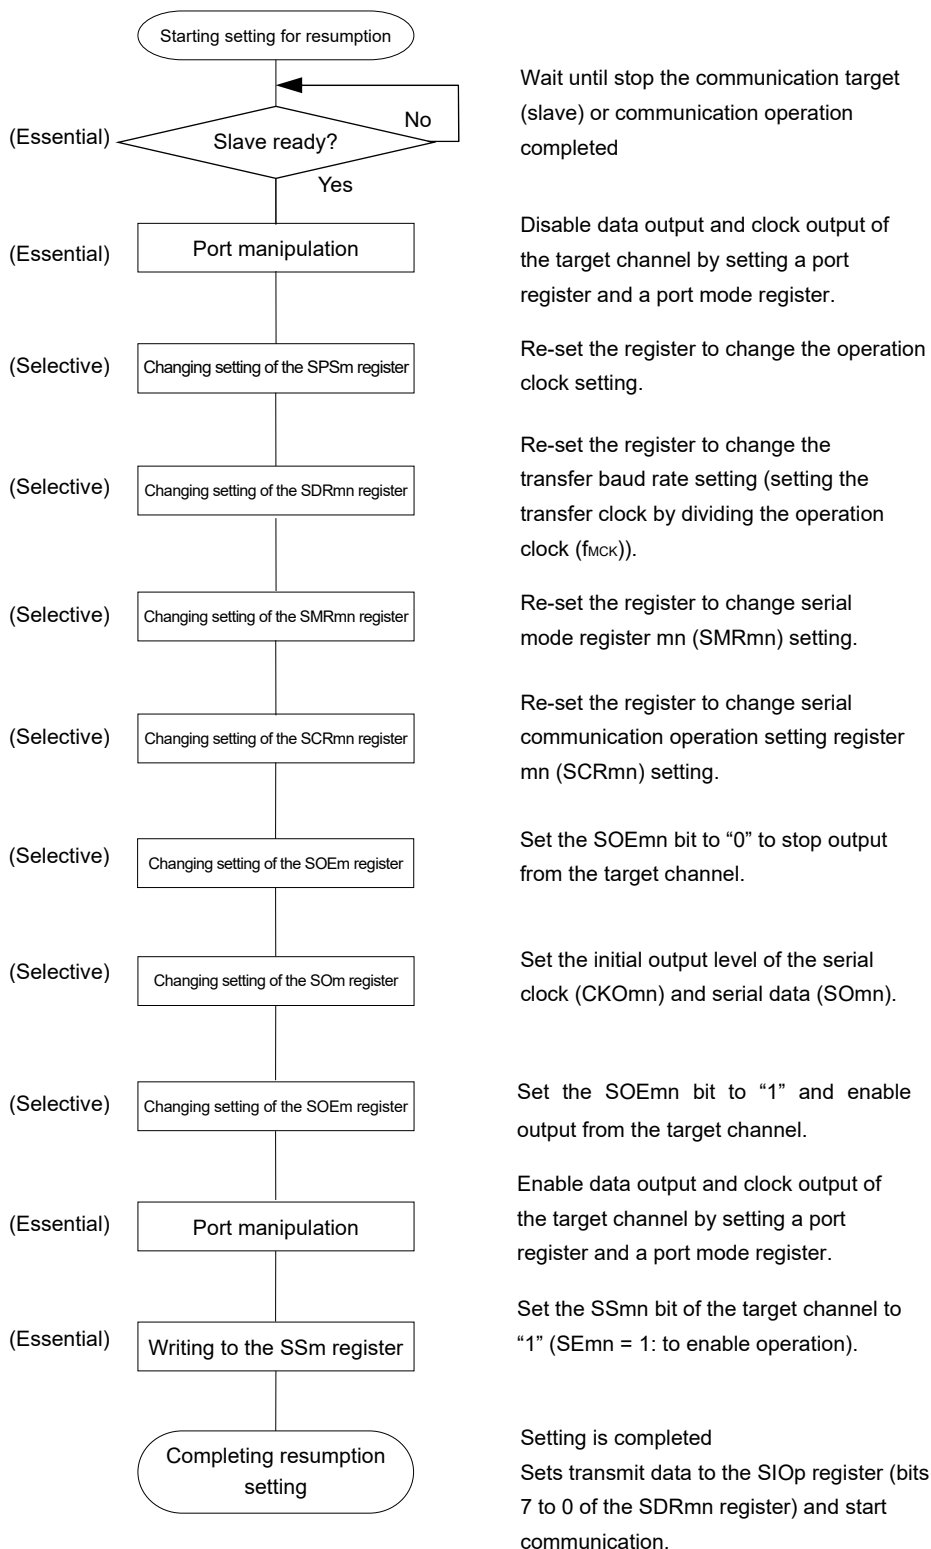 Starting setting for resumption
Wait until stop the communication target
(slave) or communication operation
completed
(Essential)
Slave ready?
No
Yes
(Essential)
Port manipulation
Disable data output and clock output of
the target channel by setting a port
register and a port mode register.
(Selective)
Changing setting of the SPSm register
Re-set the register to change the operation
clock setting.
(Selective)
Changing setting of the SDRmn register
Re-set the register to change the
transfer baud rate setting (setting the
transfer clock by dividing the operation
clock (fMCK)).
(Selective)
Changing setting of the SMRmn register
Re-set the register to change serial
mode register mn (SMRmn) setting.
(Selective)
Changing setting of the SCRmn register
Re-set the register to change serial
communication operation setting register
mn (SCRmn) setting.
(Selective)
Changing setting of the SOEm register
Set the SOEmn bit to “0” to stop output
from the target channel.
(Selective)
Changing setting of the SOm register
Set the initial output level of the serial
clock (CKOmn) and serial data (SOmn).
(Selective)
Changing setting of the SOEm register
Set the SOEmn bit to “1” and enable
output from the target channel.
(Essential)
Port manipulation
Enable data output and clock output of
the target channel by setting a port
register and a port mode register.
(Essential)
Writing to the SSm register
Set the SSmn bit of the target channel to
“1” (SEmn = 1: to enable operation).
Completing resumption
setting
Setting is completed
Sets transmit data to the SIOp register (bits
7 to 0 of the SDRmn register) and start
communication.